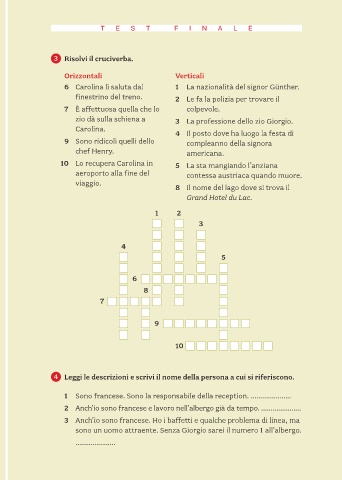 TEST FINALE
3 Risolvi il cruciverba.
Orizzontali
6 Carolina li saluta dal
finestrino del treno.
7 È affettuosa quella che lo
zio dà sulla schiena a
Carolina.
9 Sono ridicoli quelli dello
chef Henry.
10 Lo recupera Carolina in
aeroporto alla fine del
viaggio.
Verticali
1 La nazionalità del signor Günther.
2 Le fa la polizia per trovare il
colpevole.
3 La professione dello zio Giorgio.
4 Il posto dove ha luogo la festa di
compleanno della signora
americana.
5 La sta mangiando l'anziana
contessa austriaca quando muore.
8 Il nome del lago dove si trova il
Grand Hotel du Lac.
1 2
3
4
5
6
8
7
9
10
4 Leggi le descrizioni e scrivi il nome della persona a cui si riferiscono.
1 Sono francese. Sono la responsabile della reception. ....................
2 Anch'io sono francese e lavoro nell'albergo già da tempo. ....................
3 Anch'io sono francese. Ho i baffetti e qualche problema di linea, ma
sono un uomo attraente. Senza Giorgio sarei il numero 1 all'albergo.
....................